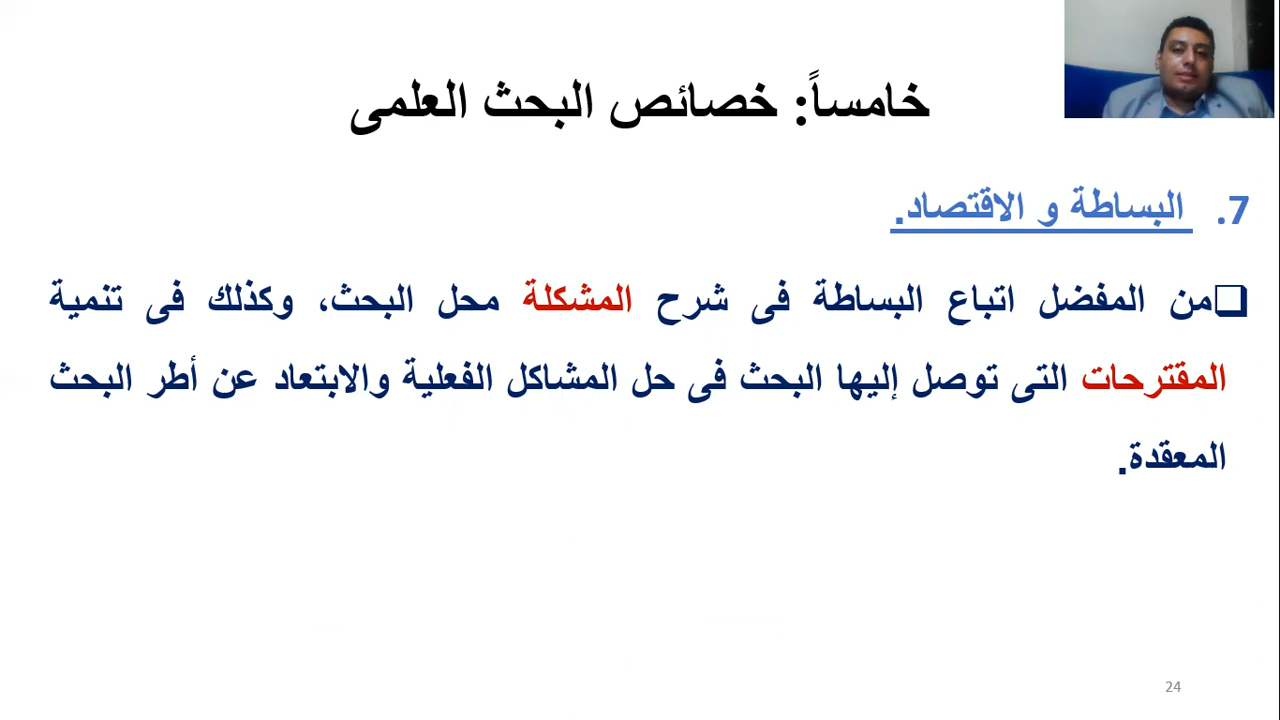 خامساً: خصائص البحث العلمى
7. البساطة و الاقتصاد.
من المفضل اتباع البساطة فى شرح المشكلة محل البحث، وكذلك فى تنمية
المقترحات التى توصل إليها البحث فى حل المشاكل الفعلية والابتعاد عن أطر البحث
المعقدة.
24